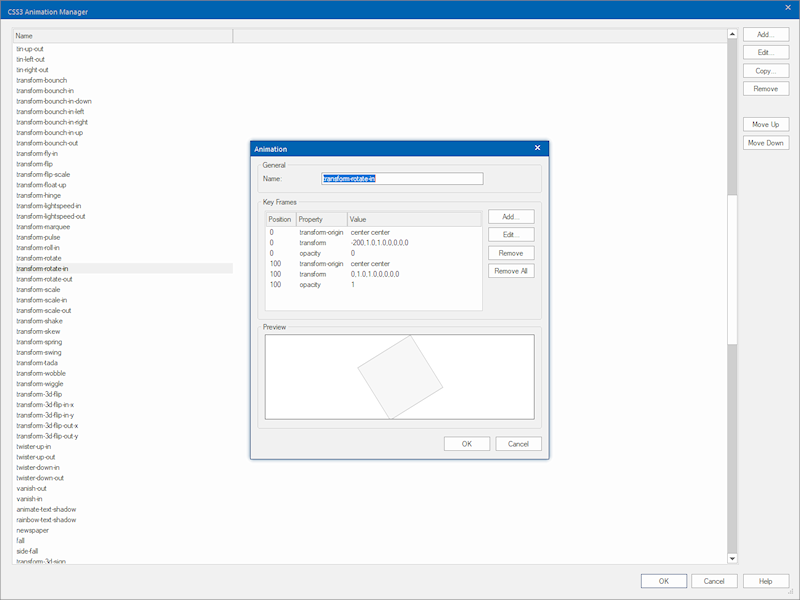 CSS3 Animation Manager
Name
tin-up-out
tin-left-out
tin-right-out
transform-bounch
transform-bounch-in
transform-bounch-in-down
transform-bounch-in-left
transform-bounch-in-right
transform-bounch-in-up
transform-bounch-out
transform-fly-in
transform-flip
transform-flip-scale
transform-float-up
transform-hinge
transform-lightspeed-in
transform-lightspeed-out
transform-marquee
transform-pulse
transform-roll-in
transform-rotate
transform-rotate-in
transform-rotate-out
transform-scale
transform-scale-in
transform-scale-out
transform-shake
transform-skew
transform-spring
transform-swing
transform-tada
transform-wobble
transform-wiggle
transform-3d-flip
transform-3d-flip-in-x
transform-3d-flip-in-y
transform-3d-flip-out-x
transform-3d-flip-out-y
twister-up-in
twister-up-out
twister-down-in
twister-down-out
vanish-out
vanish-in
animate-text-shadow
rainbow-text-shadow
newspaper
fall
side-fall
transform-3d-sign
Add...
Edit...
Copy...
Remove
Move Up
Move Down
Animation
General
Name: transform-rotate-in
Key Frames
Position Property Value
0 transform-origin center center
0 transform -200,1.0,1.0,0,0,0,0
0 opacity 0
100 transform-origin center center
100 transform 0,1.0,1.0,0,0,0,0
100 opacity 1
Add...
Edit...
Remove
Remove All
Preview
OK Cancel
OK Cancel Help